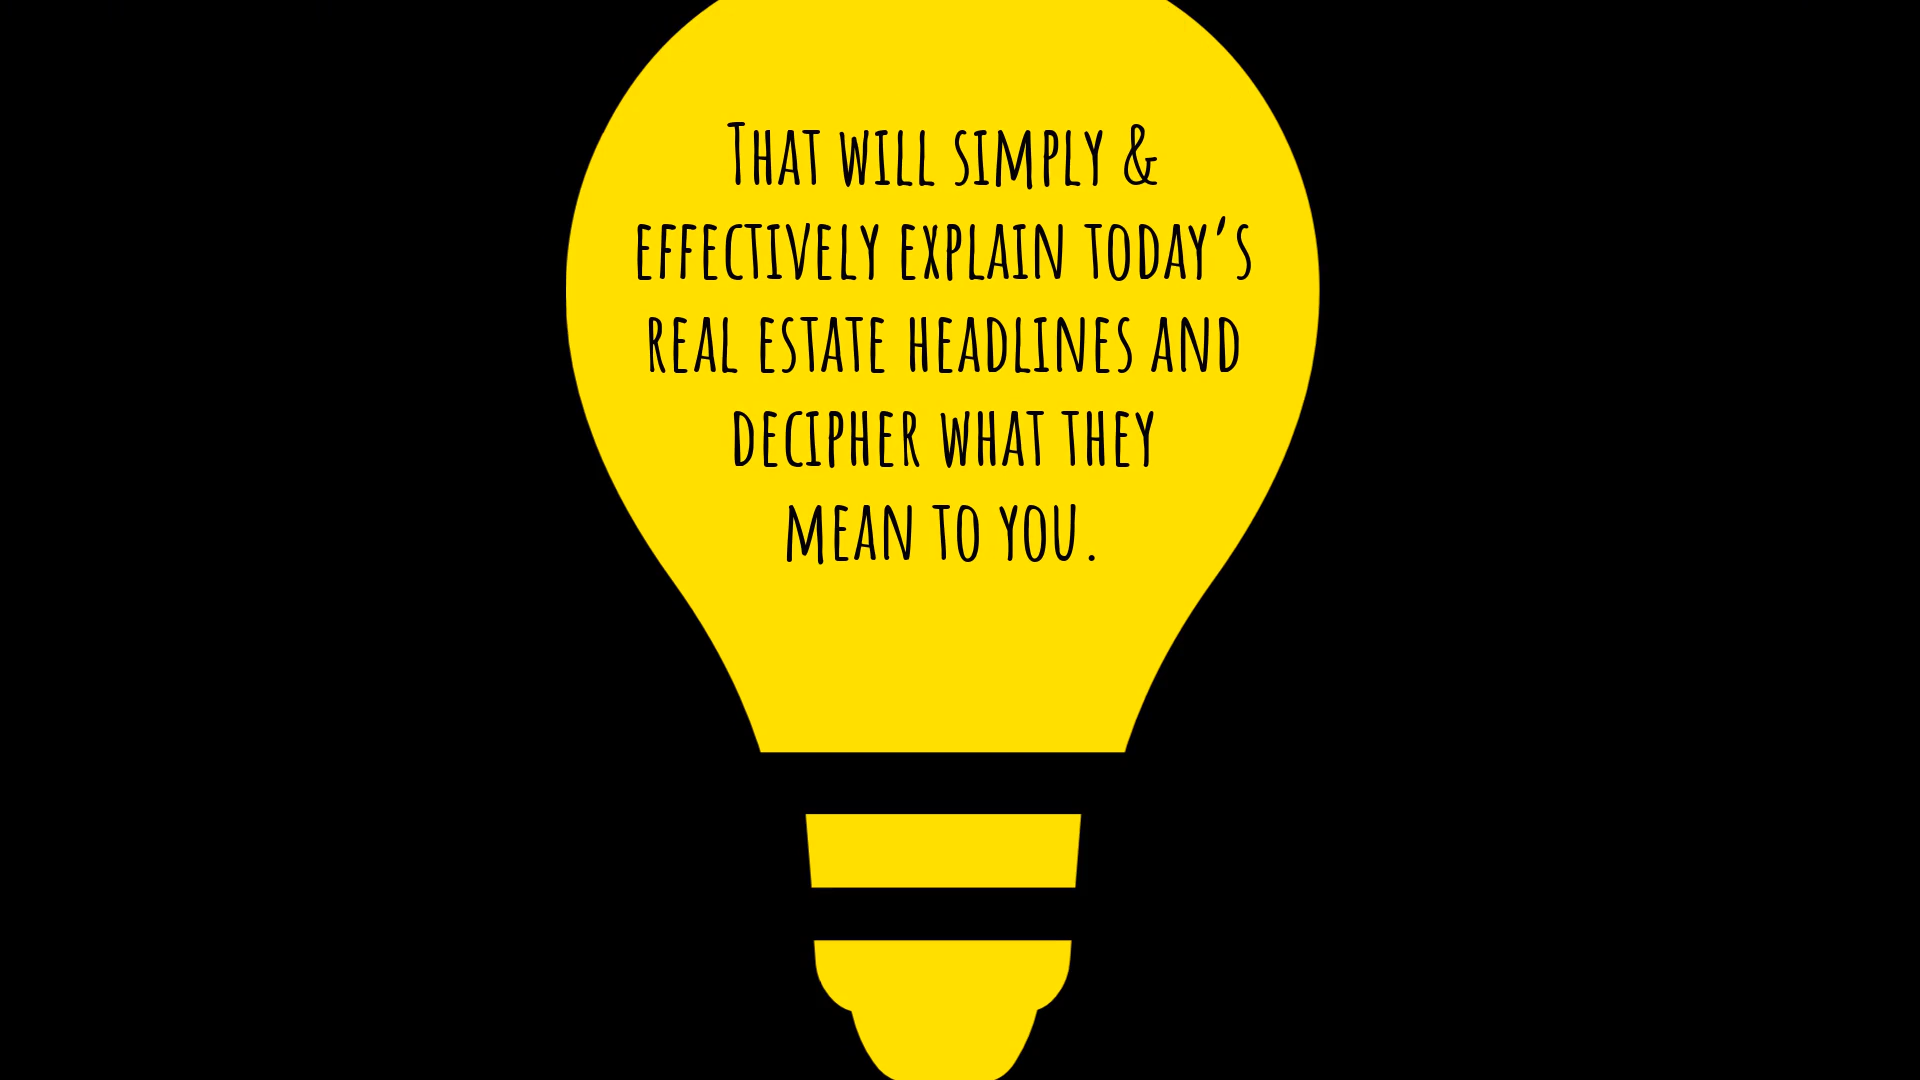 That will simply &
effectively explain today's
real estate headlines and
decipher what they
mean to you.